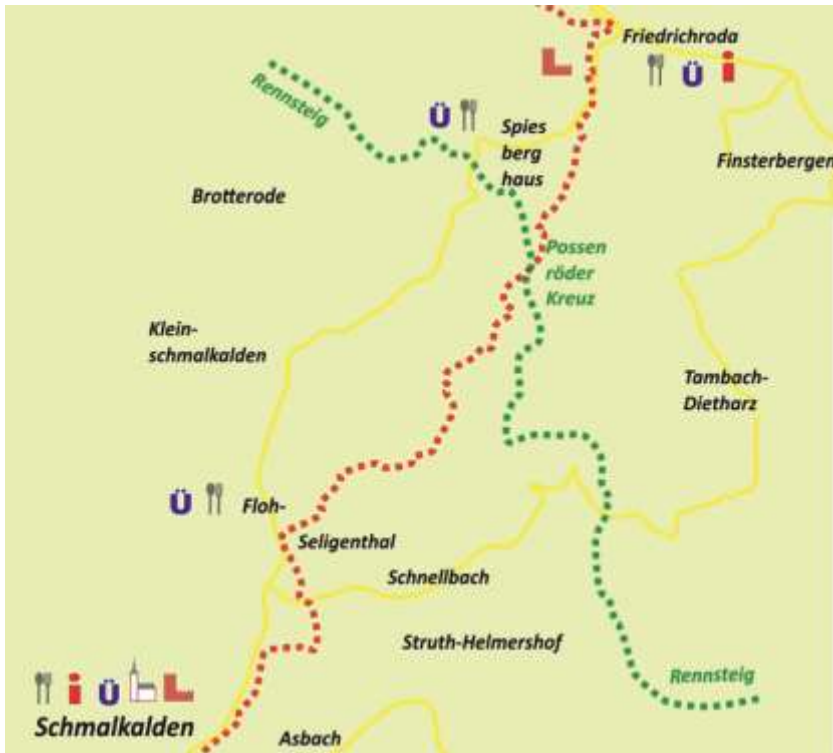 Friedrichroda
Ü
i
Rennsteig
Ü
Spies
berg
haus
Finsterbergen
Brotterode
Possen
röder
Kreuz
Klein-
schmalkalden
Tambach-
Dietharz
Ü
Floh-
Seligenthal
Schnellbach
Struth-Helmershof
Rennsteig
i
Ü
Schmalkalden
Asbach